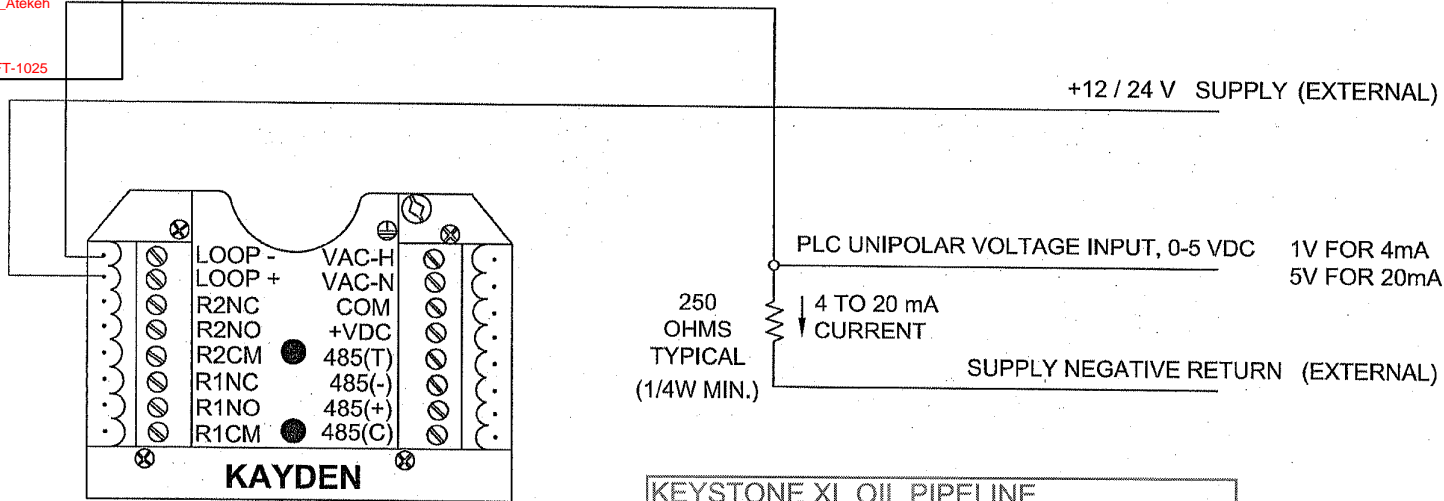 _Atekeh
FT-1025
+12 / 24 V SUPPLY (EXTERNAL)
LOOP - VAC-H
LOOP + VAC-N
R2NC COM
R2NO +VDC
R2CM 485(T)
R1NC 485(-)
R1NO 485(+)
R1CM 485(C)
KAYDEN
PLC UNIPOLAR VOLTAGE INPUT, 0-5 VDC 1V FOR 4mA
5V FOR 20mA
250
OHMS
TYPICAL
(1/4W MIN.)
4 TO 20 mA
CURRENT
SUPPLY NEGATIVE RETURN (EXTERNAL)
KEYSTONE XL OIL PIPELINE